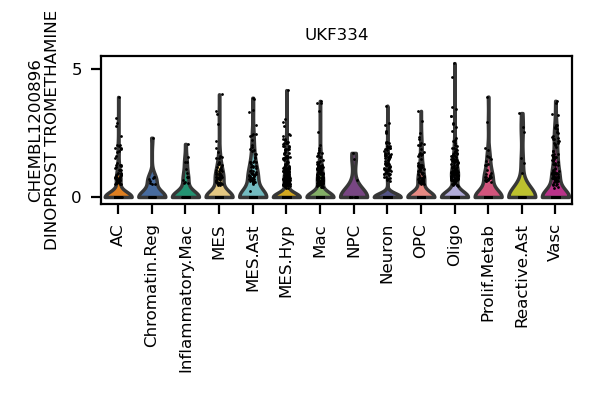 UKF334
CHEMBL1200896
DINOPROST TROMETHAMINE
5
0
AC
Chromatin.Reg
Inflammatory.Mac
MES
MES.Ast
MES.Hyp
Mac
NPC
Neuron
OPC
Oligo
Prolif.Metab
Reactive.Ast
Vasc